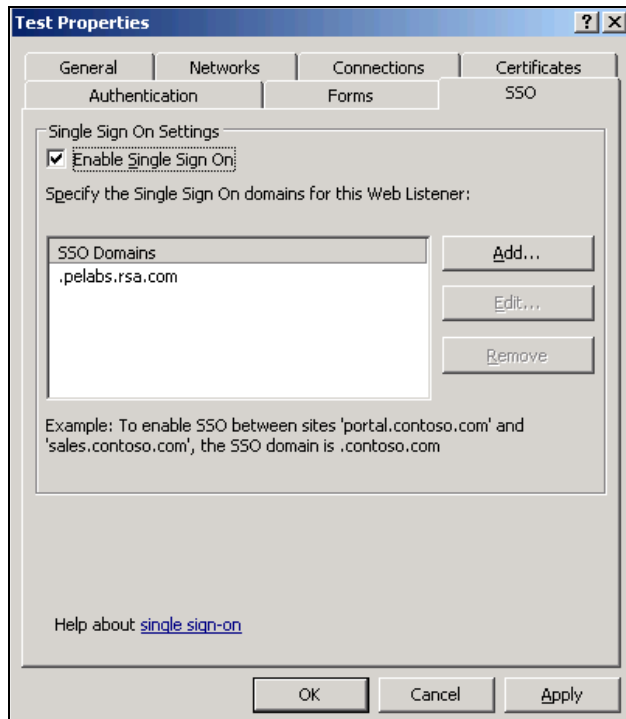 Test Properties
General Networks Connections Certificates
Authentication Forms SSO
Single Sign On Settings
Enable Single Sign On
Specify the Single Sign On domains for this Web Listener:
SSO Domains
.pelabs.rsa.com
Add...
Edit...
Remove
Example: To enable SSO between sites 'portal.contoso.com' and
'sales.contoso.com', the SSO domain is .contoso.com
Help about single sign-on
OK Cancel Apply